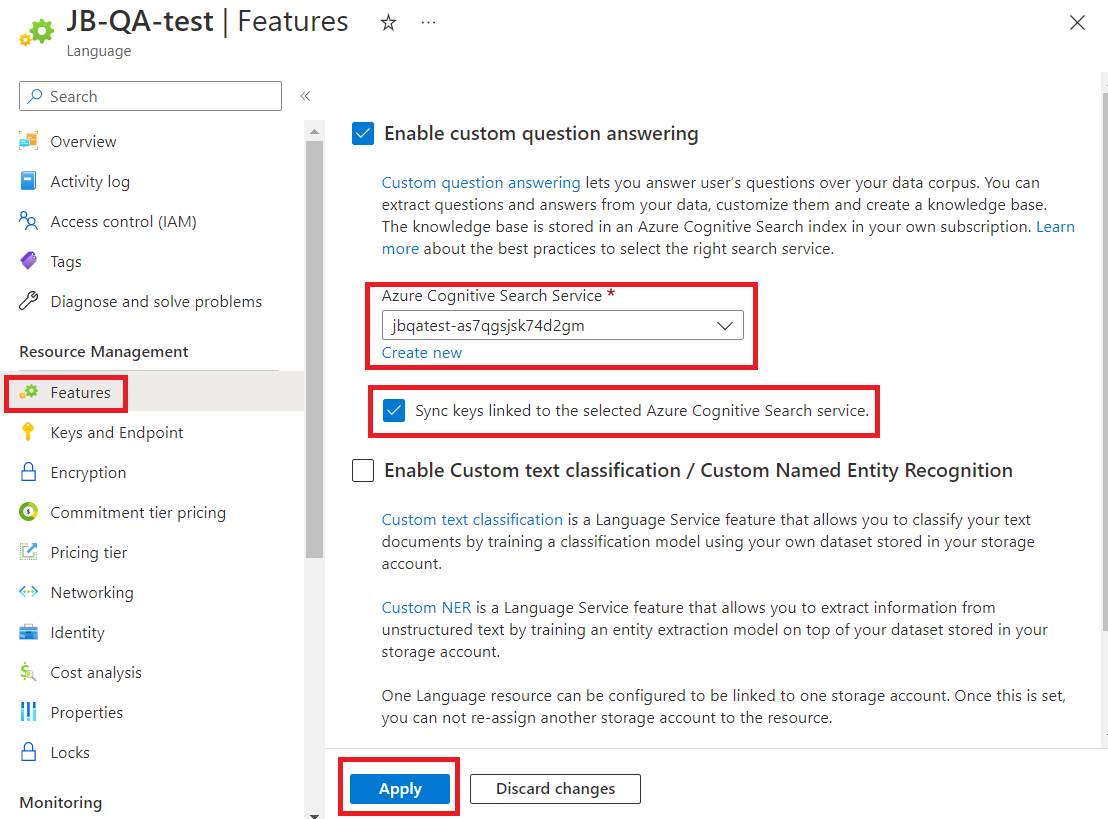 JB-QA-test | Features
Language
Search
Overview
Activity log
Access control (IAM)
Tags
Diagnose and solve problems
Resource Management
Features
Keys and Endpoint
Encryption
Commitment tier pricing
Pricing tier
Networking
Identity
Cost analysis
Properties
Locks
Monitoring
Enable custom question answering
Custom question answering lets you answer user's questions over your data corpus. You can
extract questions and answers from your data, customize them and create a knowledge base.
The knowledge base is stored in an Azure Cognitive Search index in your own subscription. Learn
more about the best practices to select the right search service.
Azure Cognitive Search Service *
jbqatest-as7qgsjsk74d2gm
Create new
Sync keys linked to the selected Azure Cognitive Search service.
Enable Custom text classification / Custom Named Entity Recognition
Custom text classification is a Language Service feature that allows you to classify your text
documents by training a classification model using your own dataset stored in your storage
account.
Custom NER is a Language Service feature that allows you to extract information from
unstructured text by training an entity extraction model on top of your dataset stored in your
storage account.
One Language resource can be configured to be linked to one storage account. Once this is set,
you can not re-assign another storage account to the resource.
Apply
Discard changes